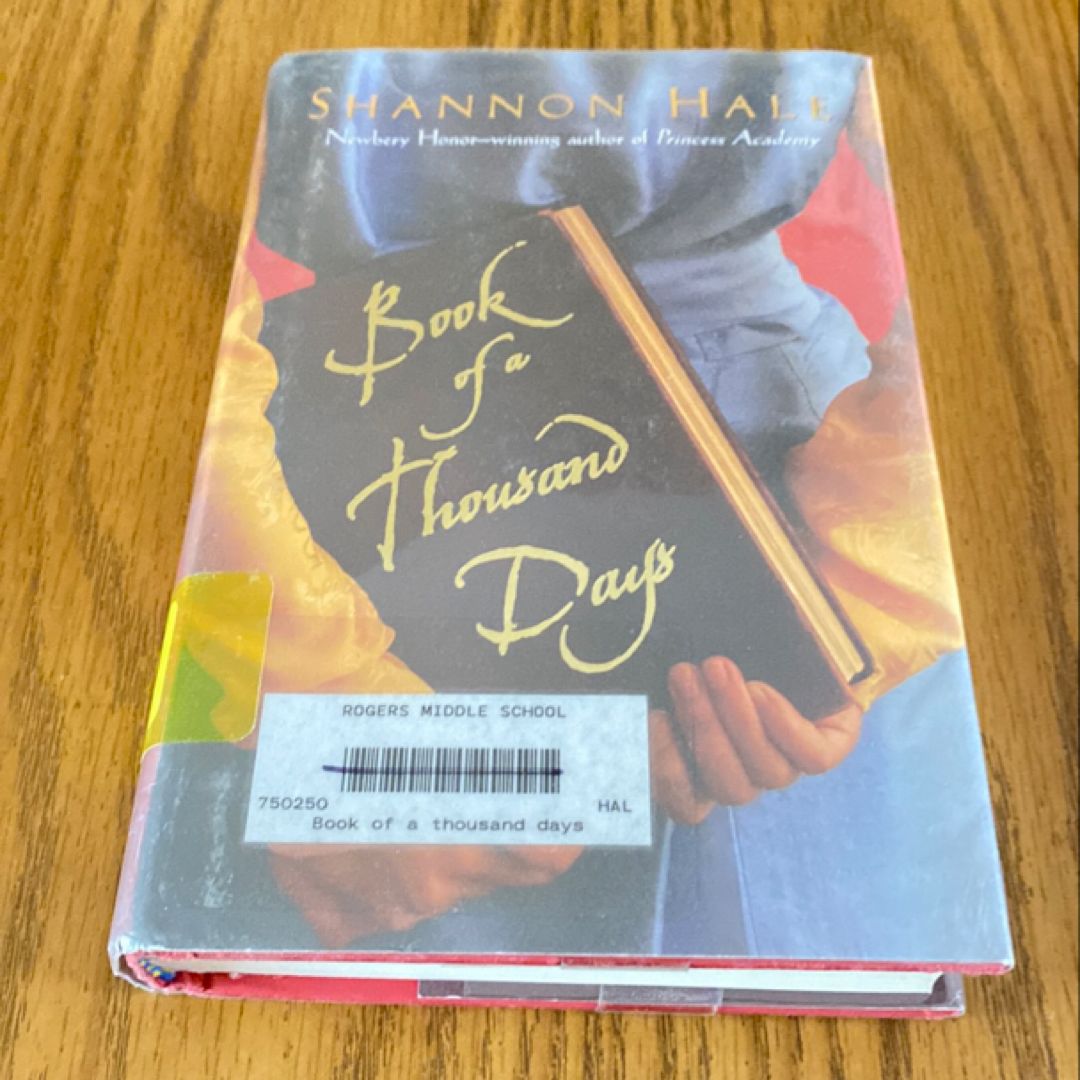 SHANNON HALE
Newbery Honor–winning author of Princess Academy
Book
of a
Thousand
Days
ROGERS MIDDLE SCHOOL
750250 HAL
Book of a thousand days